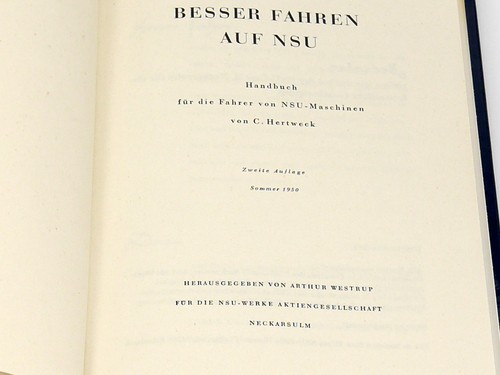 BESSER FAHREN
AUF NSU
Handbuch
für die Fahrer von NSU-Maschinen
von C. Hertweck
Zweite Auflage
Sommer 1950
HERAUSGEGEBEN VON ARTHUR WESTRUP
FÜR DIE NSU-WERKE AKTIENGESELLSCHAFT
NECKARSULM